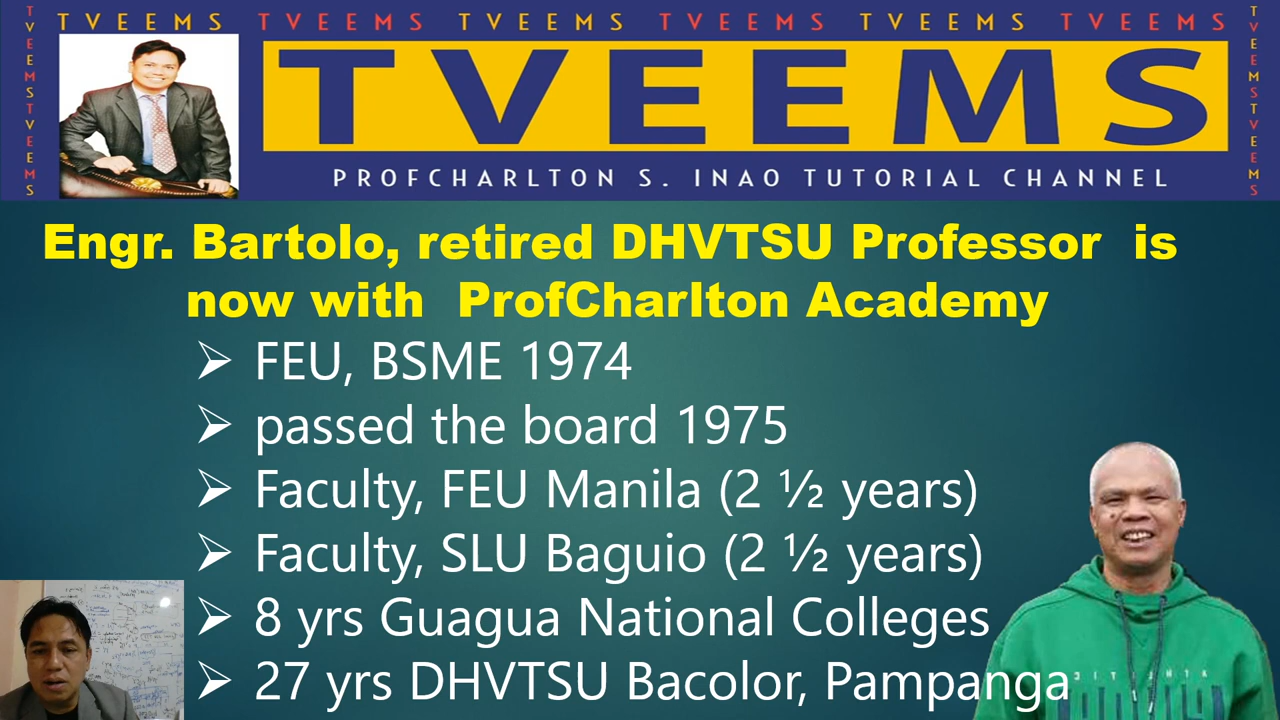 TVEEMS TVEEMS TVEEMS TVEEMS TVEEMS TVEEMS
TVEEMSTVEEMS
TVEEMSTVEEMS
TVEEMS
PROFCHARLTON S. INAO TUTORIAL CHANNEL
Engr. Bartolo, retired DHVTSU Professor is
now with ProfCharlton Academy
➢ FEU, BSME 1974
➢ passed the board 1975
➢ Faculty, FEU Manila (2 ½ years)
➢ Faculty, SLU Baguio (2 ½ years)
➢ 8 yrs Guagua National Colleges
➢ 27 yrs DHVTSU Bacolor, Pampanga